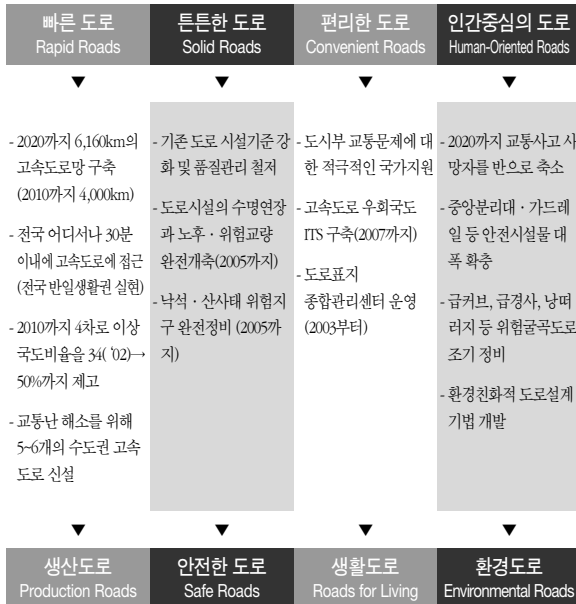 빠른 도로
Rapid Roads
▼
- 2020까지 6,160km의
고속도로망 구축
(2010까지 4,000km)
- 전국 어디서나 30분
이내에 고속도로에 접근
(전국 반일생활권 실현)
- 2010까지 4차로 이상
국도비율을 34( ‘02)→
50%까지 제고
- 교통난 해소를 위해
5~6개의 수도권 고속
도로 신설
▼
생산도로
Production Roads
튼튼한 도로
Solid Roads
▼
- 기존 도로 시설기준 강
화 및 품질관리 철저
- 도로시설의 수명연장
과 노후 · 위험교량
완전개축(2005까지)
- 낙석 · 산사태 위험지
구 완전정비 (2005까
지)
▼
안전한 도로
Safe Roads
편리한 도로
Convenient Roads
▼
- 도시부 교통문제에 대
한 적극적인 국가지원
- 고속도로 우회국도
ITS 구축(2007까지)
- 도로표지
종합관리센터 운영
(2003부터)
▼
생활도로
Roads for Living
인간중심의 도로
Human-Oriented Roads
▼
- 2020까지 교통사고 사
망자를 반으로 축소
- 중앙분리대 · 가드레
일 등 안전시설물 대
폭 확충
- 급커브, 급경사, 낭떠
러지 등 위험굴곡도로
조기 정비
- 환경친화적 도로설계
기법 개발
▼
환경도로
Environmental Roads